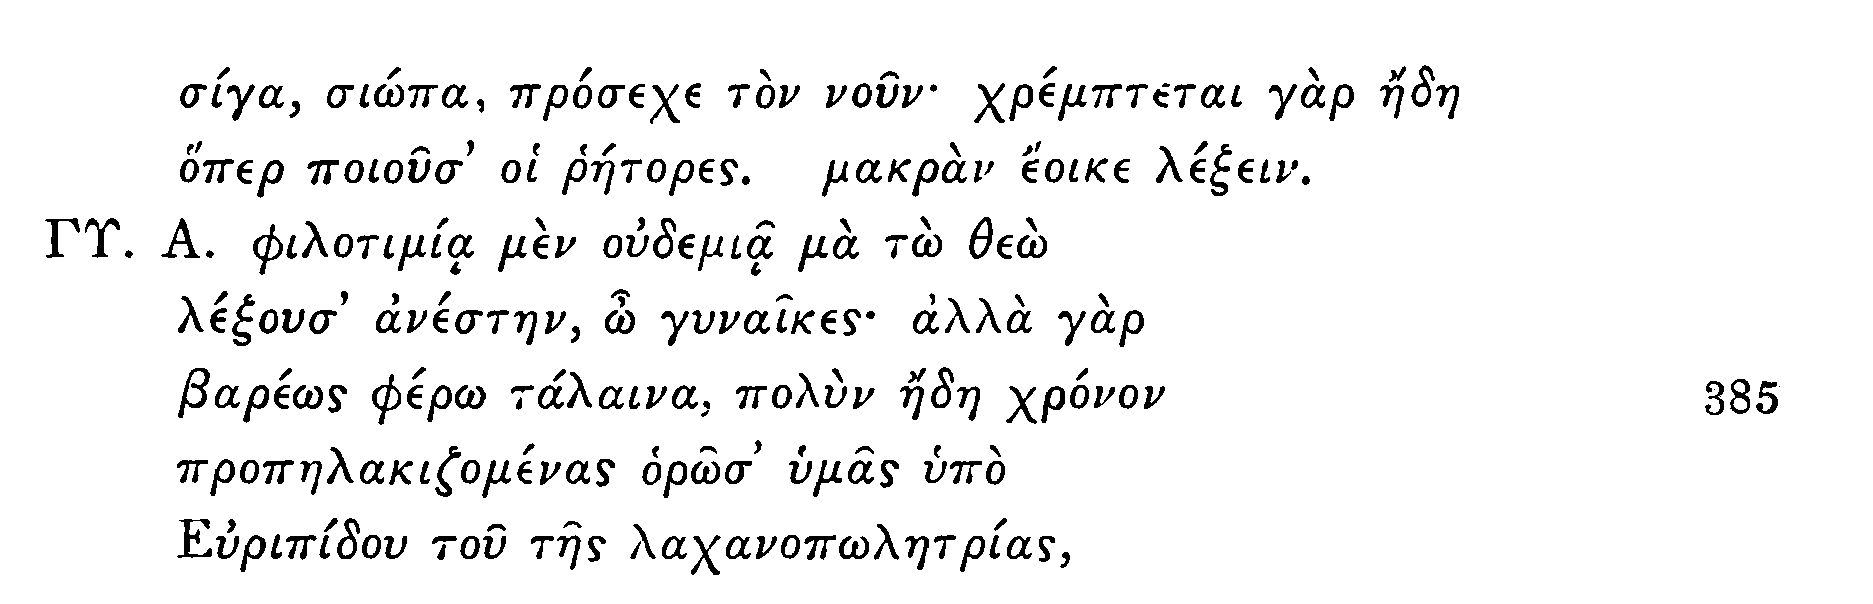 σίγα, σιώπα, πρόσεχε τὸν νοῦν· χρέμπτεται γὰρ ἤδη
ὅπερ ποιοῦσ’ οἱ ῥήτορες. μακρὰν ἔοικε λέξειν.
ΓΥ. Α. φιλοτιμίᾳ μὲν οὐδεμιᾷ μὰ τὼ θεὼ
λέξουσ’ ἀνέστην, ὦ γυναῖκες· ἀλλὰ γὰρ
βαρέως φέρω τάλαινα, πολὺν ἤδη χρόνον 385
προπηλακιζομένας ὁρῶσ’ ὑμᾶς ὑπὸ
Εὐριπίδου τοῦ τῆς λαχανοπωλητρίας,